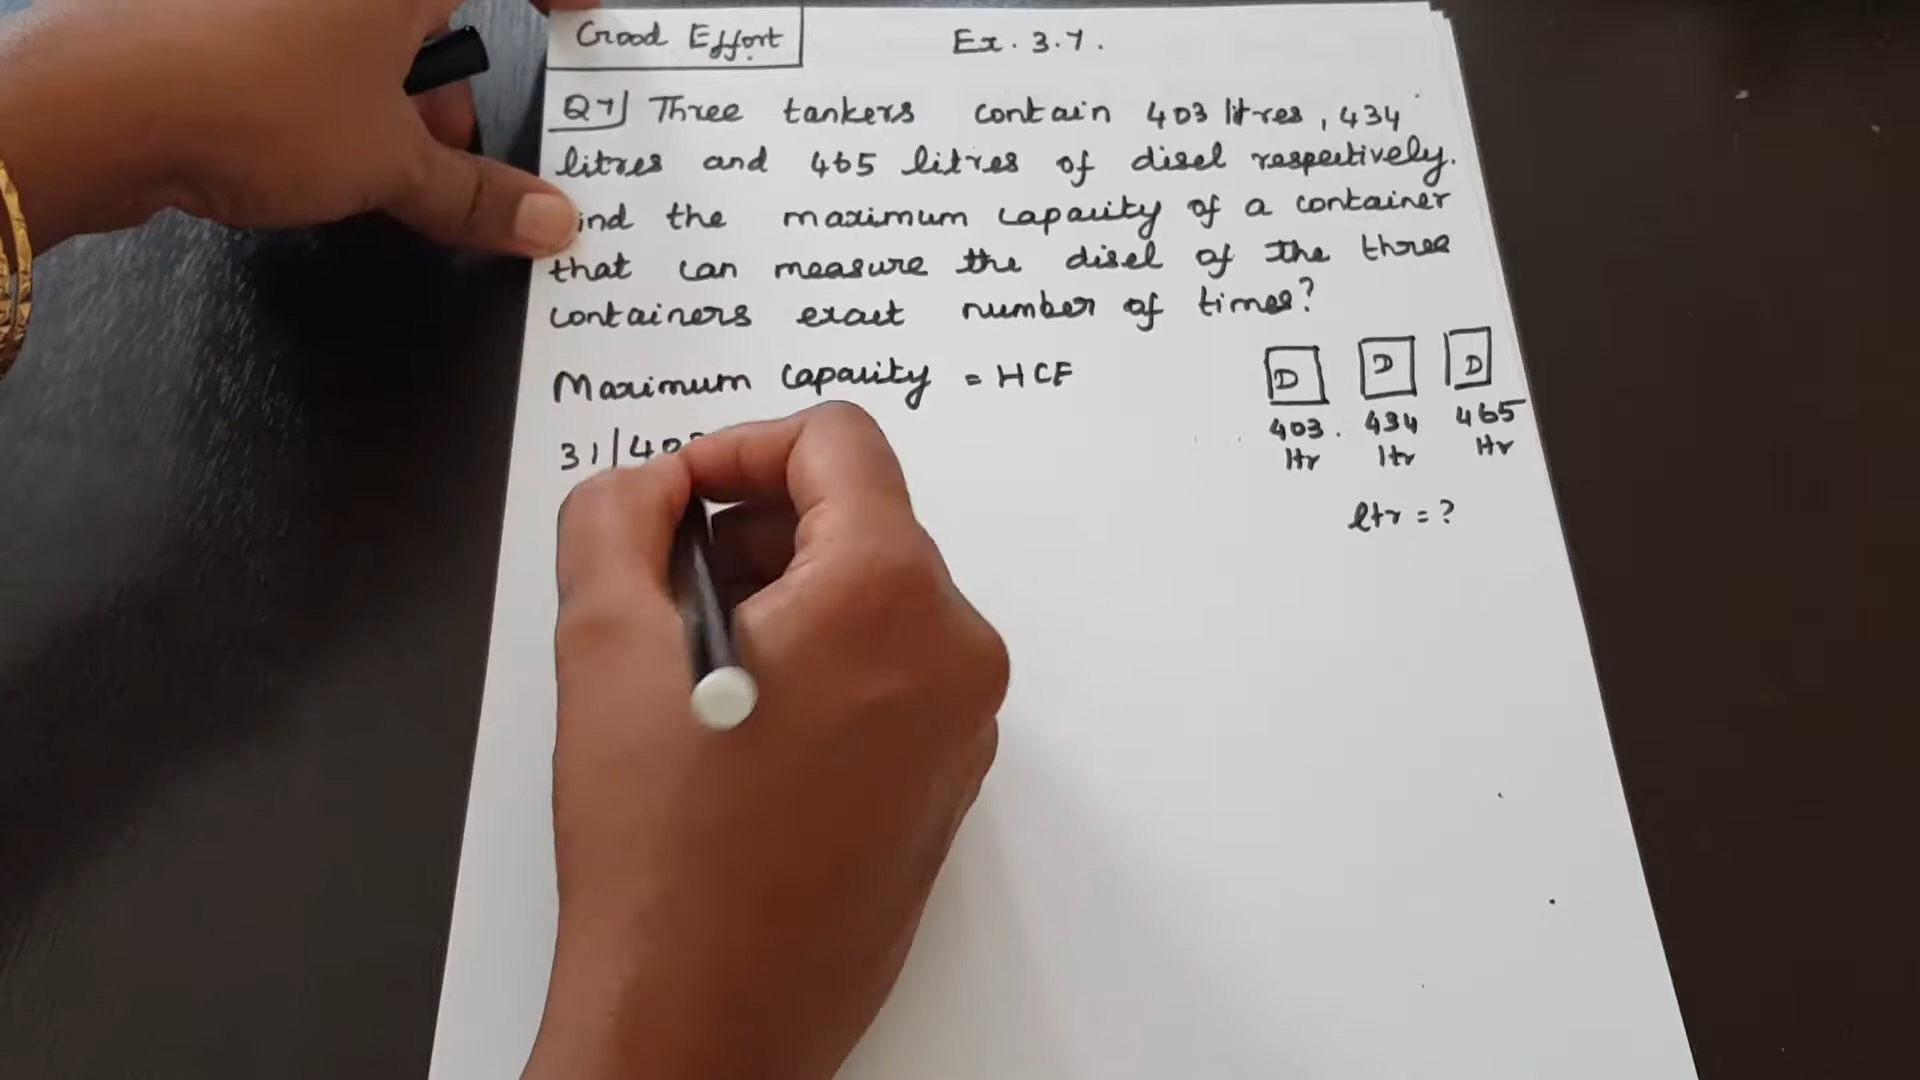 Good Effort
Ex. 3.7.
Q7| Three tankers contain 403 litres, 434
litres and 465 litres of disel respectively.
ind the maximum capacity of a container
that can measure the disel of the three
containers exact number of times?
Maximum capacity = HCF
D D D
403. 434 465
ltr ltr ltr
31|40
ltr = ?